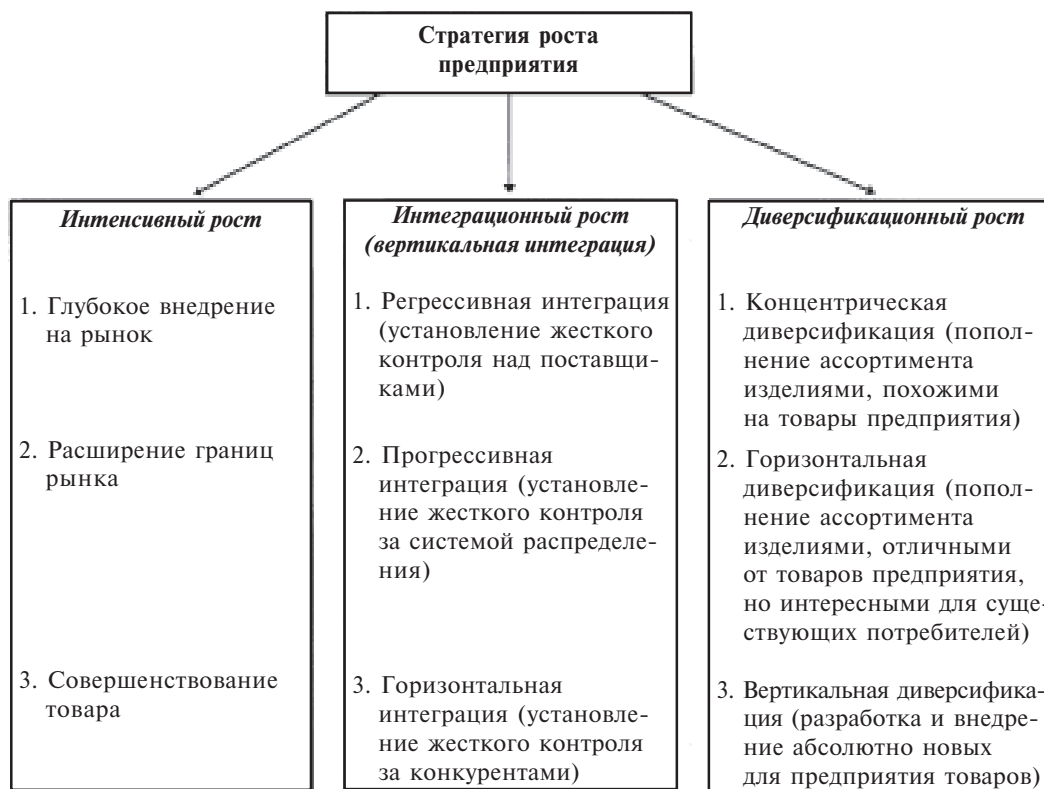 Стратегия роста
предприятия
Интенсивный рост
1. Глубокое внедрение
на рынок
2. Расширение границ
рынка
3. Совершенствование
товара
Интеграционный рост
(вертикальная интеграция)
1. Регрессивная интеграция
(установление жесткого
контроля над поставщи-
ками)
2. Прогрессивная
интеграция (установле-
ние жесткого контроля
за системой распределе-
ния)
3. Горизонтальная
интеграция (установле-
ние жесткого контроля
за конкурентами)
Диверсификационный рост
1. Концентрическая
диверсификация (попол-
нение ассортимента
изделиями, похожими
на товары предприятия)
2. Горизонтальная
диверсификация (попол-
нение ассортимента
изделиями, отличными
от товаров предприятия,
но интересными для суще-
ствующих потребителей)
3. Вертикальная диверсифика-
ция (разработка и внедре-
ние абсолютно новых
для предприятия товаров)